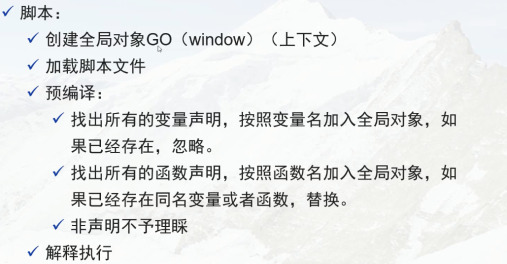 脚本：
创建全局对象GO（window）（上下文）
加载脚本文件
预编译：
找出所有的变量声明，按照变量名加入全局对象，如
果已经存在，忽略。
找出所有的函数声明，按照函数名加入全局对象，如
果已经存在同名变量或者函数，替换。
非声明不予理睬
解释执行